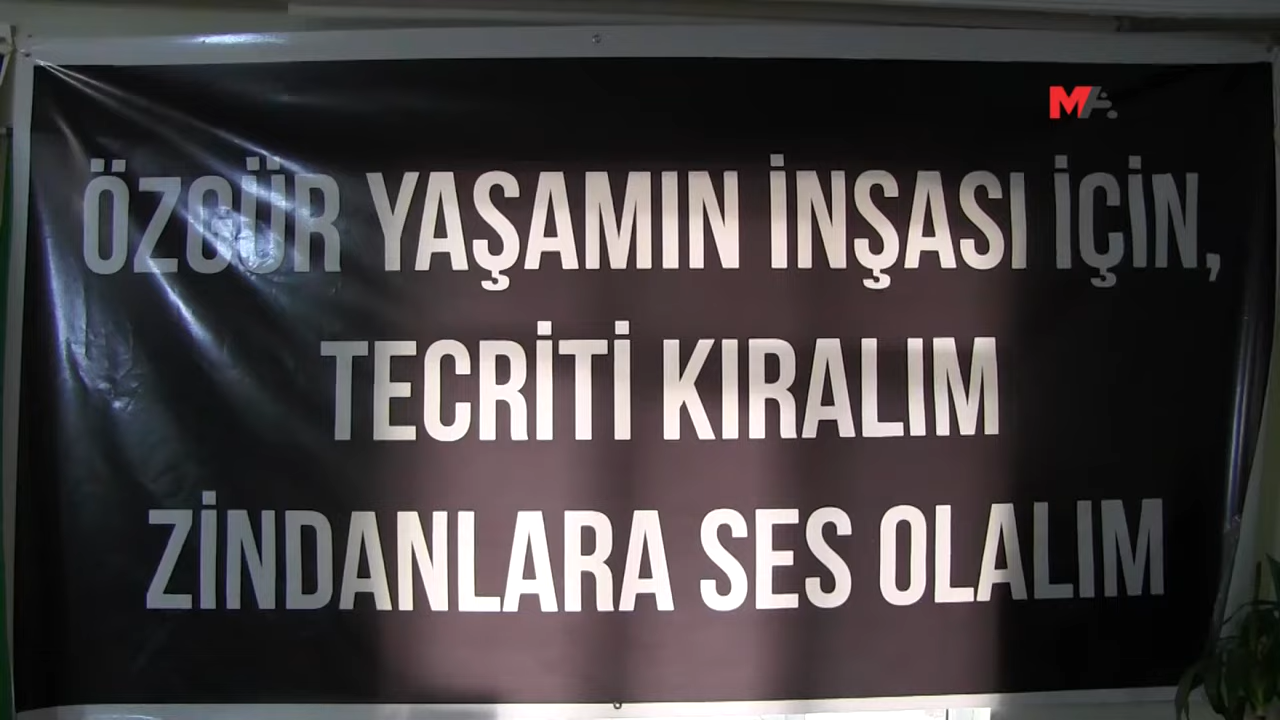 MA
ÖZGÜR YAŞAMIN İNŞASI İÇİN,
TECRİTİ KIRALIM
ZİNDANLARA SES OLALIM